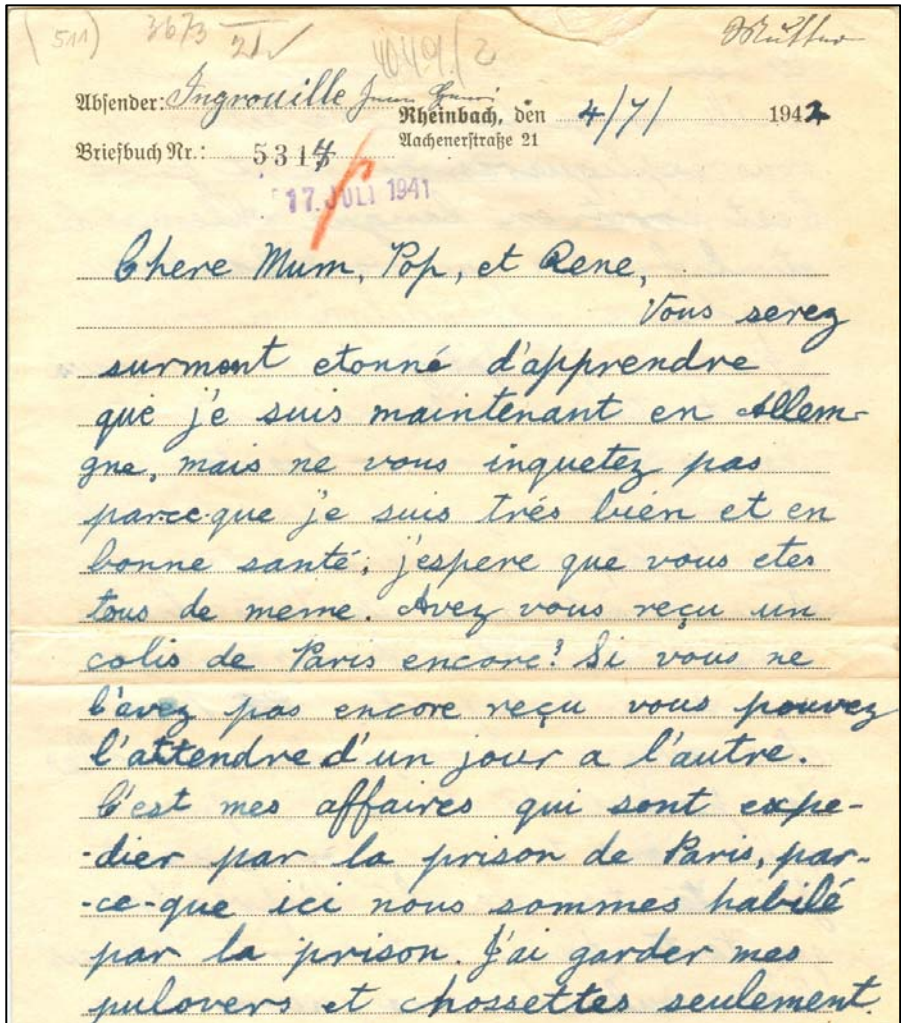 (511) 3673
Mutter
4049/2
Absender: Ingrouille
Rheinbach, den 4/7/ 1942
Briefbuch Nr.: 5314
Aachenerstraße 21
17. JULI 1941
Chere Mum, Pop, et Rene,
Vous serez
surmont etonné d'apprendre
que je suis maintenant en Allem-
gne, mais ne vous inquetez pas
parce-que je suis trés bien et en
bonne santé, j'espere que vous etes
tous de meme. Avez vous reçu un
colis de Paris encore? Si vous ne
l'avez pas encore reçu vous pouvez
l'attendre d'un jour a l'autre.
C'est mes affaires qui sont expe-
-dier par la prison de Paris, par-
-ce-que ici nous sommes habilé
par la prison. J'ai garder mes
pulovers et chossettes seulement.